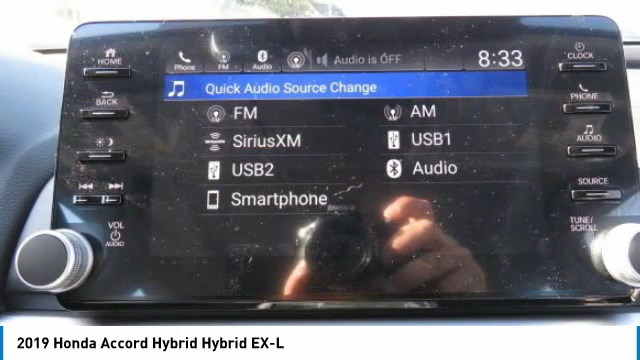 HOME
Phone
FM
Audio
Audio is OFF
8:33
CLOCK
Quick Audio Source Change
BACK
FM
AM
PHONE
SiriusXM
USB1
AUDIO
USB2
Audio
Smartphone
SOURCE
VOL
AUDIO
TUNE/
SCROLL
2019 Honda Accord Hybrid Hybrid EX-L